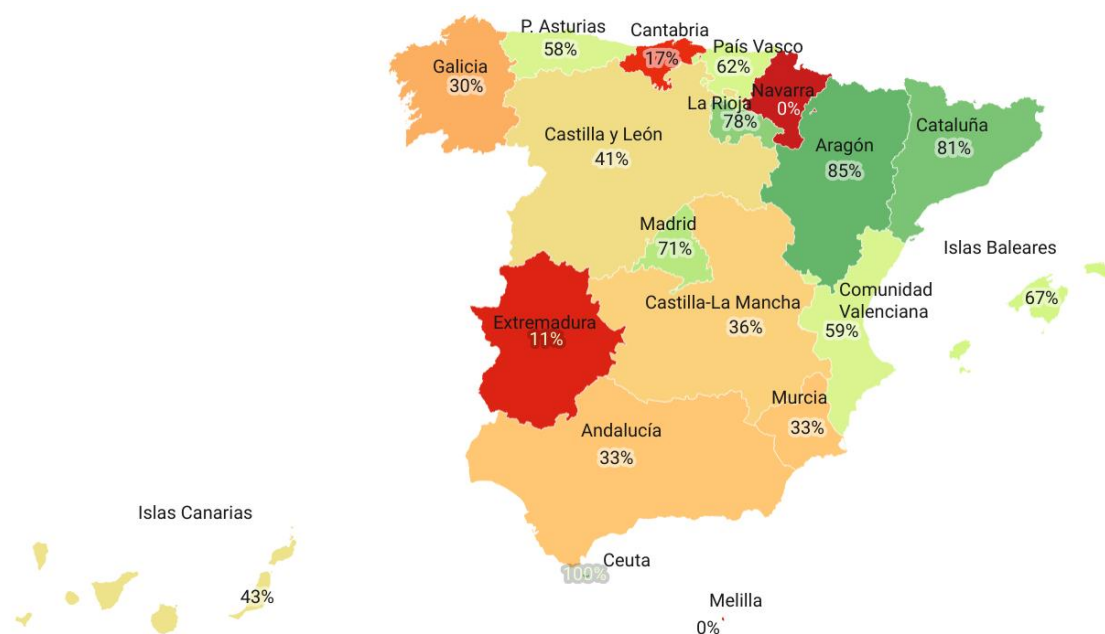 P. Asturias
58%
Cantabria
17%
País Vasco
62%
Galicia
30%
Navarra
0%
La Rioja
78%
Castilla y León
41%
Aragón
85%
Cataluña
81%
Madrid
71%
Islas Baleares
67%
Comunidad
Valenciana
59%
Castilla-La Mancha
36%
Extremadura
11%
Murcia
33%
Andalucía
33%
Islas Canarias
43%
Ceuta
100%
Melilla
0%